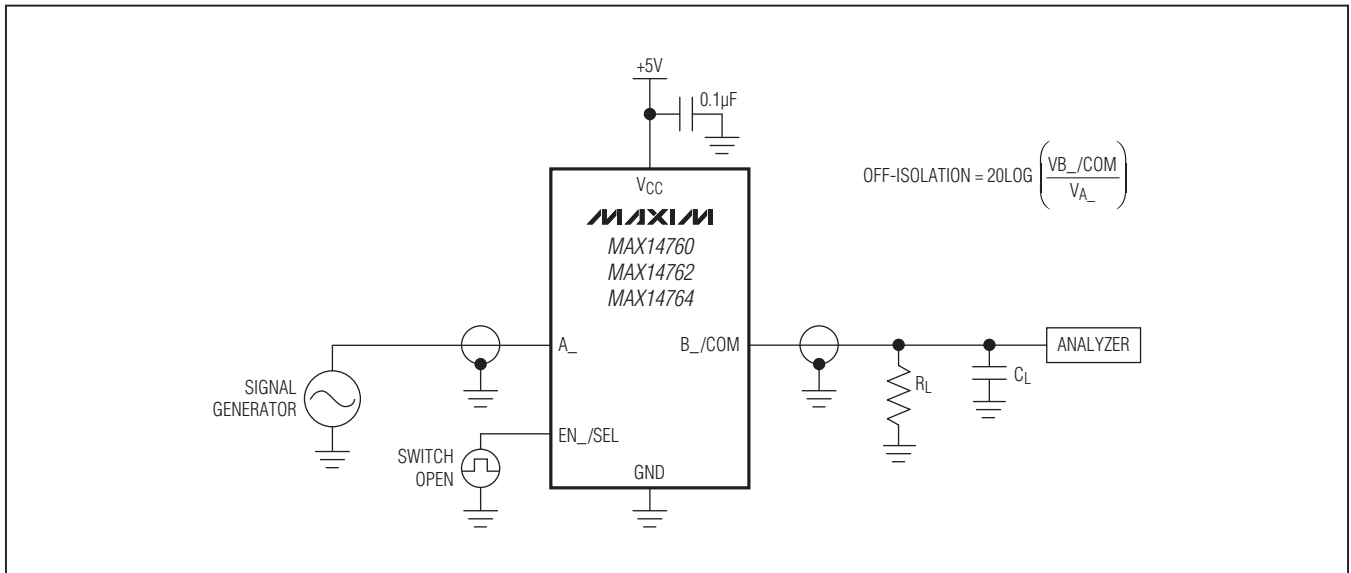 +5V
0.1µF
OFF-ISOLATION = 20LOG (VB_/COM / VA_)
VCC
MAXIM
MAX14760
MAX14762
MAX14764
A_
B_/COM
ANALYZER
SIGNAL
GENERATOR
RL
CL
EN_/SEL
SWITCH
OPEN
GND